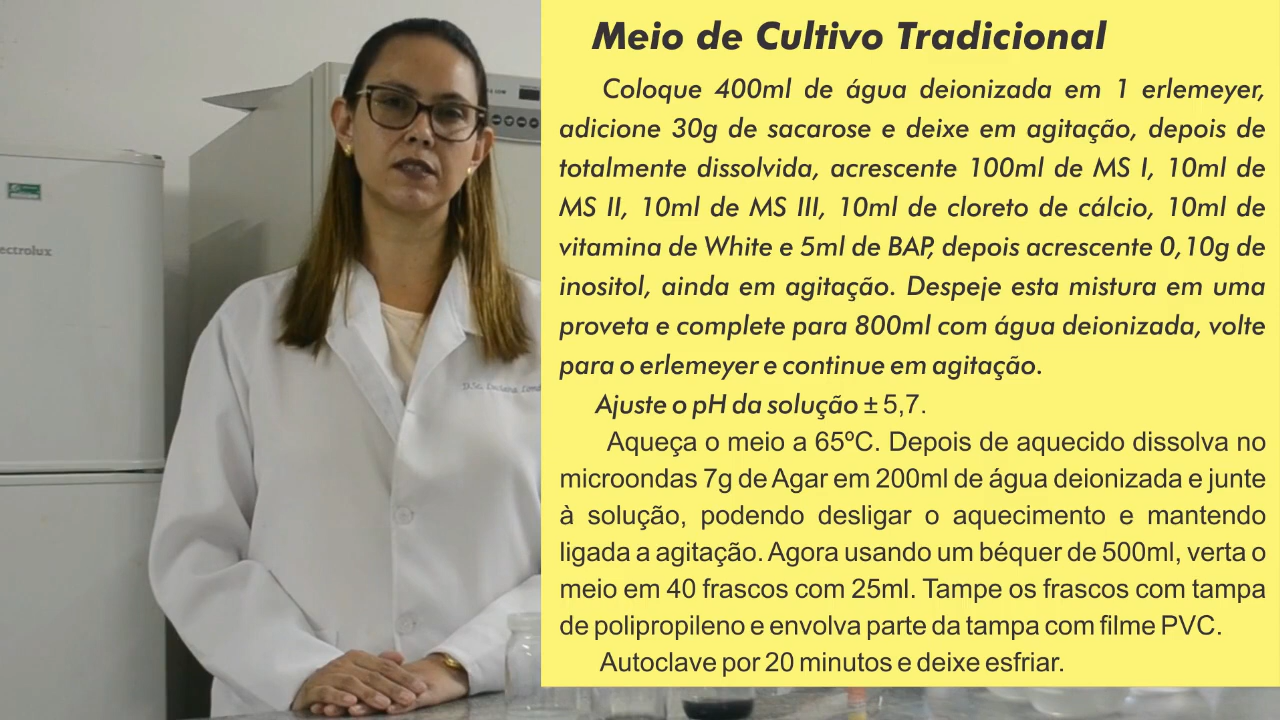 Meio de Cultivo Tradicional
Coloque 400ml de água deionizada em 1 erlemeyer,
adicione 30g de sacarose e deixe em agitação, depois de
totalmente dissolvida, acrescente 100ml de MS I, 10ml de
MS II, 10ml de MS III, 10ml de cloreto de cálcio, 10ml de
vitamina de White e 5ml de BAP, depois acrescente 0,10g de
inositol, ainda em agitação. Despeje esta mistura em uma
proveta e complete para 800ml com água deionizada, volte
para o erlemeyer e continue em agitação.
Ajuste o pH da solução ± 5,7.
Aqueça o meio a 65ºC. Depois de aquecido dissolva no
microondas 7g de Agar em 200ml de água deionizada e junte
à solução, podendo desligar o aquecimento e mantendo
ligada a agitação. Agora usando um béquer de 500ml, verta o
meio em 40 frascos com 25ml. Tampe os frascos com tampa
de polipropileno e envolva parte da tampa com filme PVC.
Autoclave por 20 minutos e deixe esfriar.
ectrolux
D.Sc.